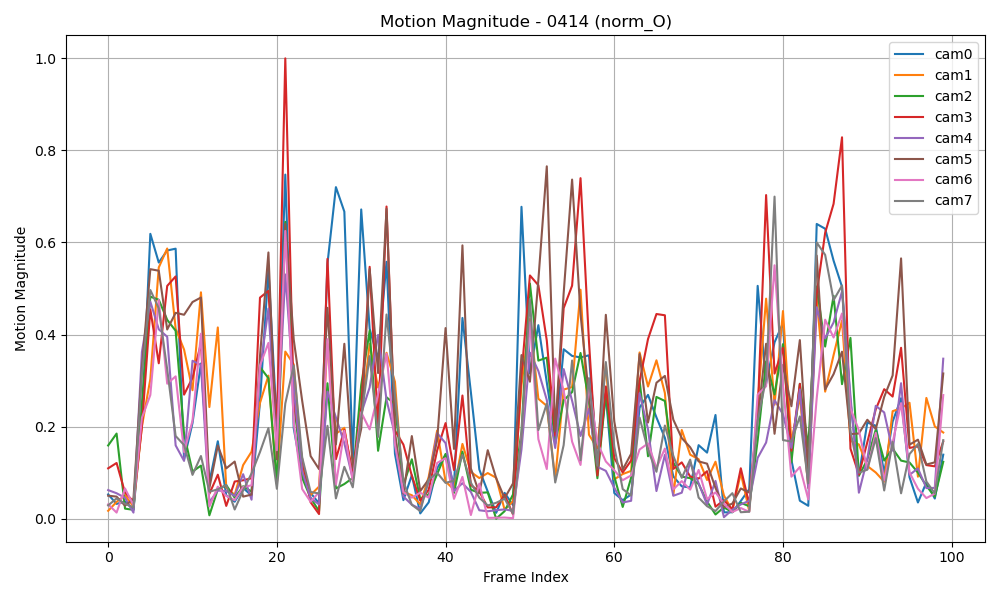 Motion Magnitude - 0414 (norm_O)
Motion Magnitude
1.0
0.8
0.6
0.4
0.2
0.0
0
20
40
60
80
100
Frame Index
cam0
cam1
cam2
cam3
cam4
cam5
cam6
cam7